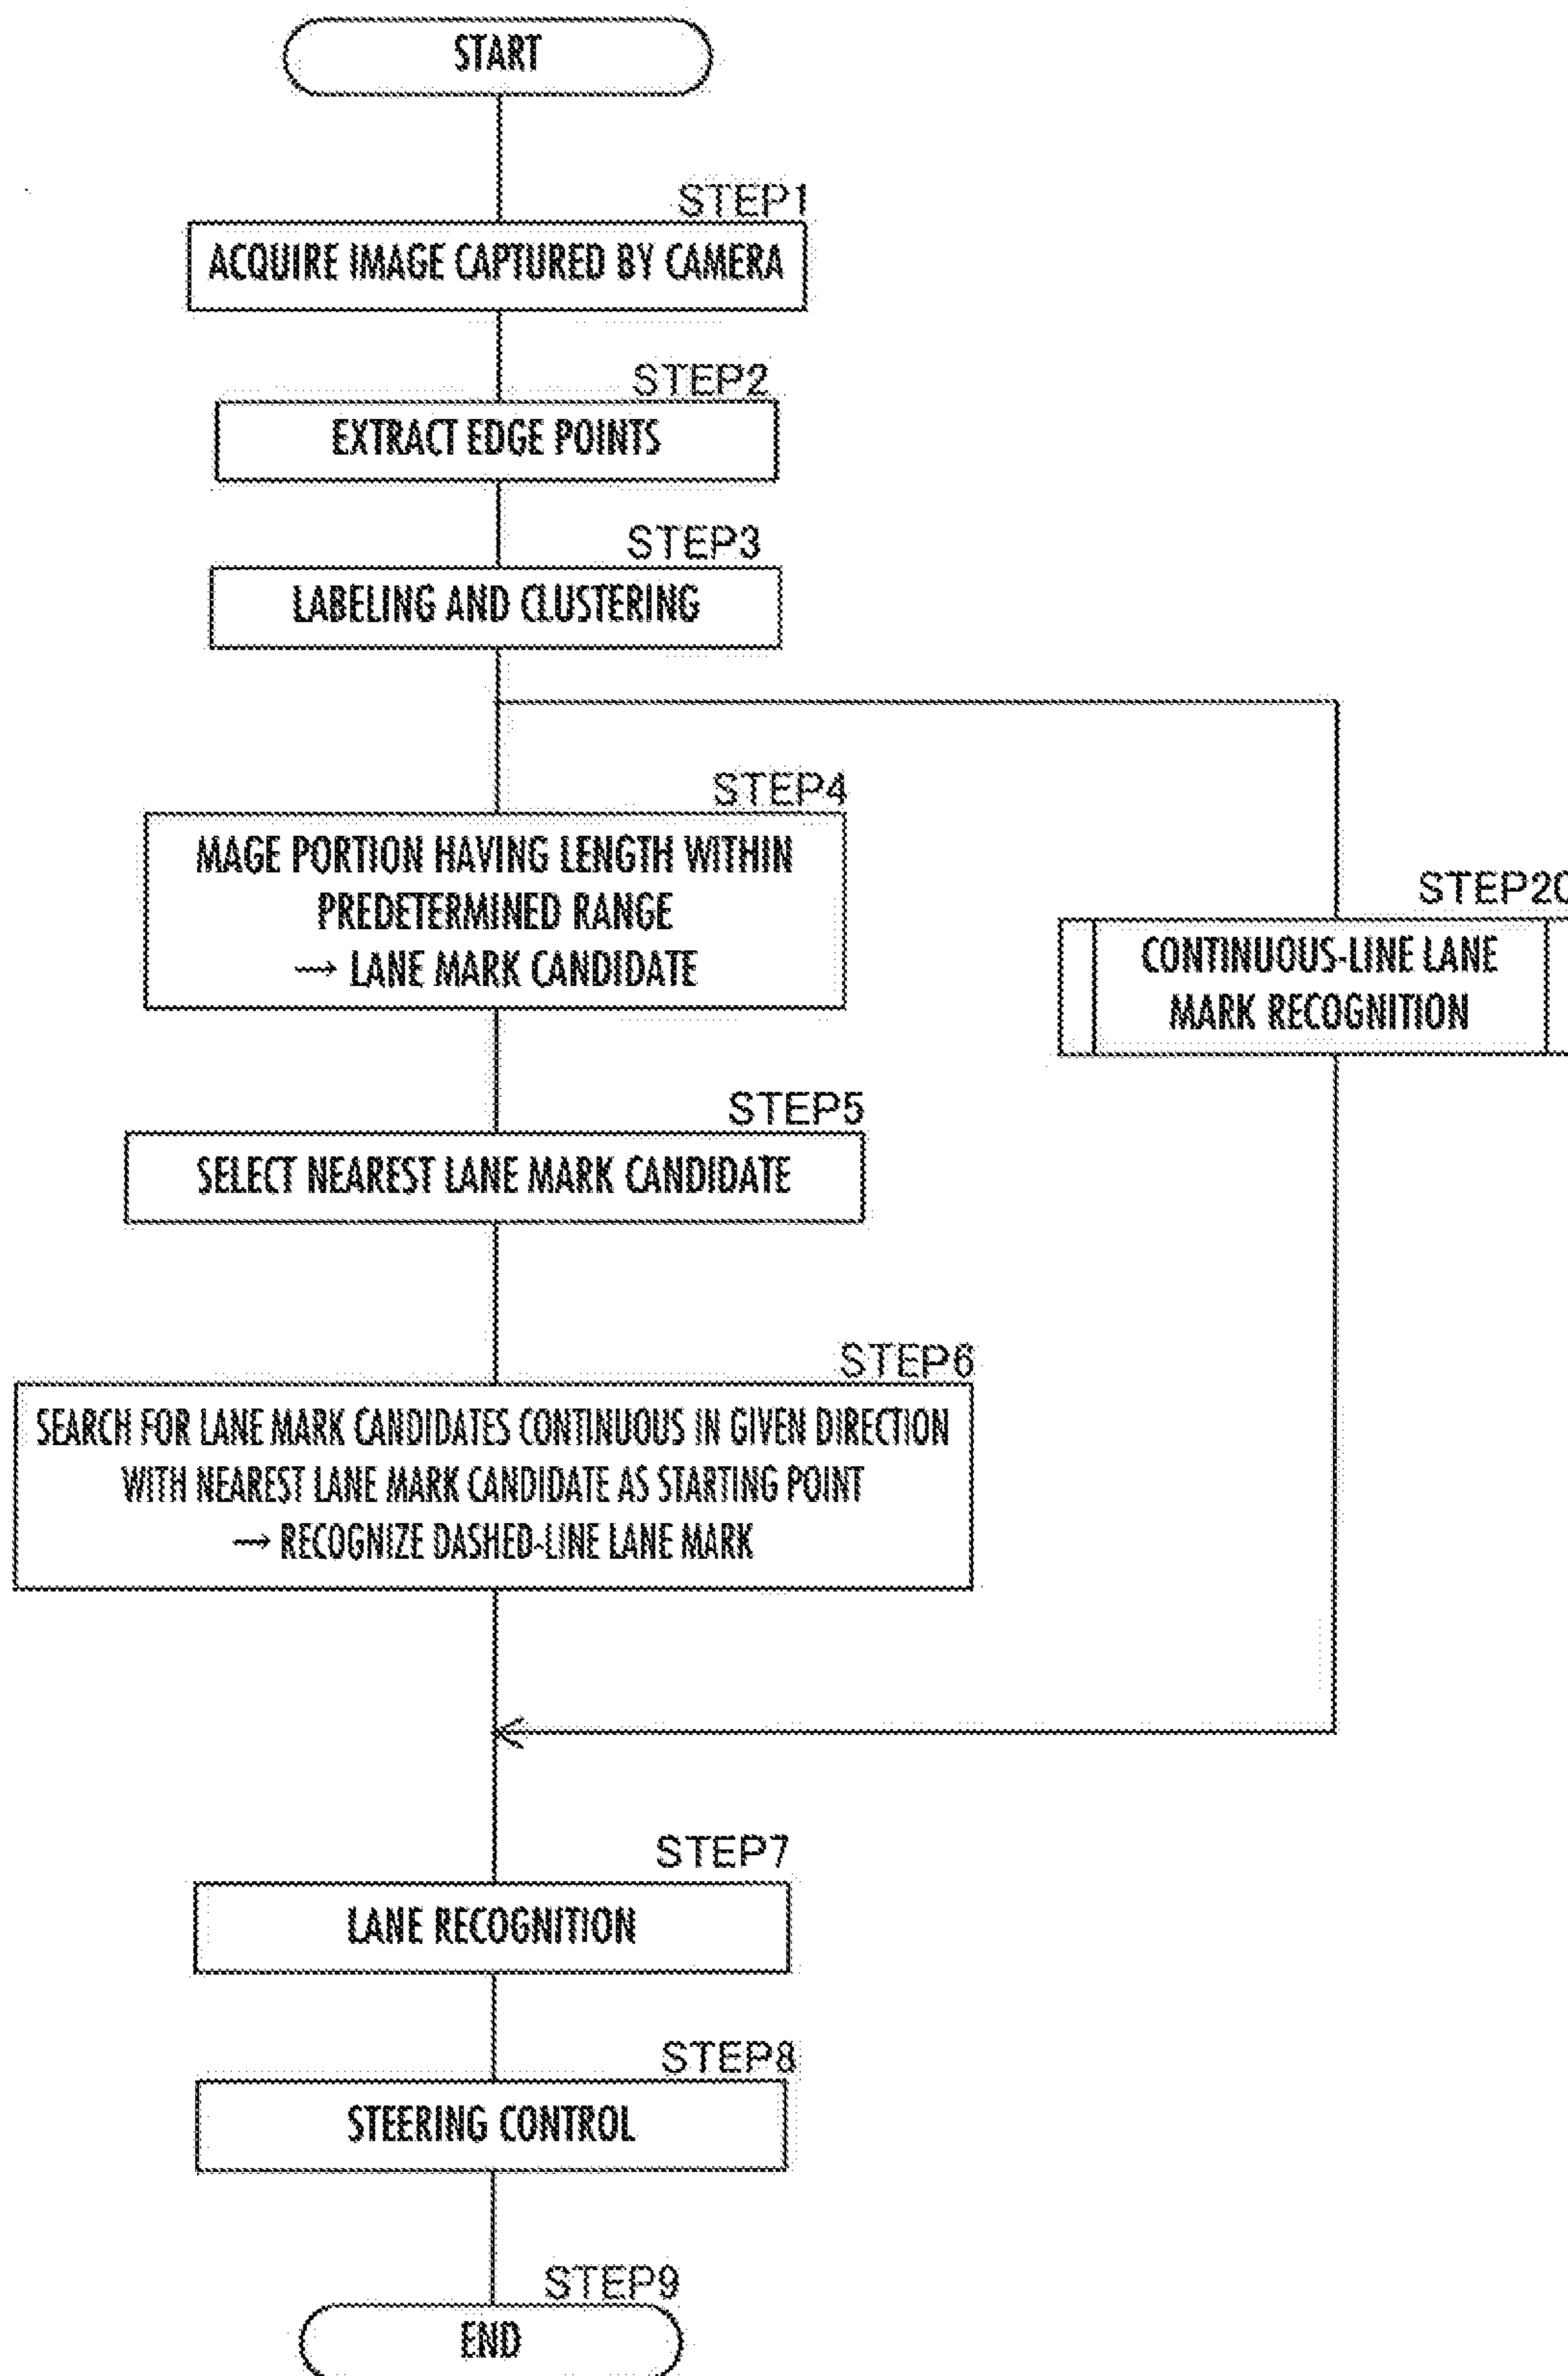 START
STEP1
ACQUIRE IMAGE CAPTURED BY CAMERA
STEP2
EXTRACT EDGE POINTS
STEP3
LABELING AND CLUSTERING
STEP4
MAGE PORTION HAVING LENGTH WITHIN
PREDETERMINED RANGE
→ LANE MARK CANDIDATE
STEP20
CONTINUOUS-LINE LANE
MARK RECOGNITION
STEP5
SELECT NEAREST LANE MARK CANDIDATE
STEP6
SEARCH FOR LANE MARK CANDIDATES CONTINUOUS IN GIVEN DIRECTION
WITH NEAREST LANE MARK CANDIDATE AS STARTING POINT
→ RECOGNIZE DASHED-LINE LANE MARK
STEP7
LANE RECOGNITION
STEP8
STEERING CONTROL
STEP9
END